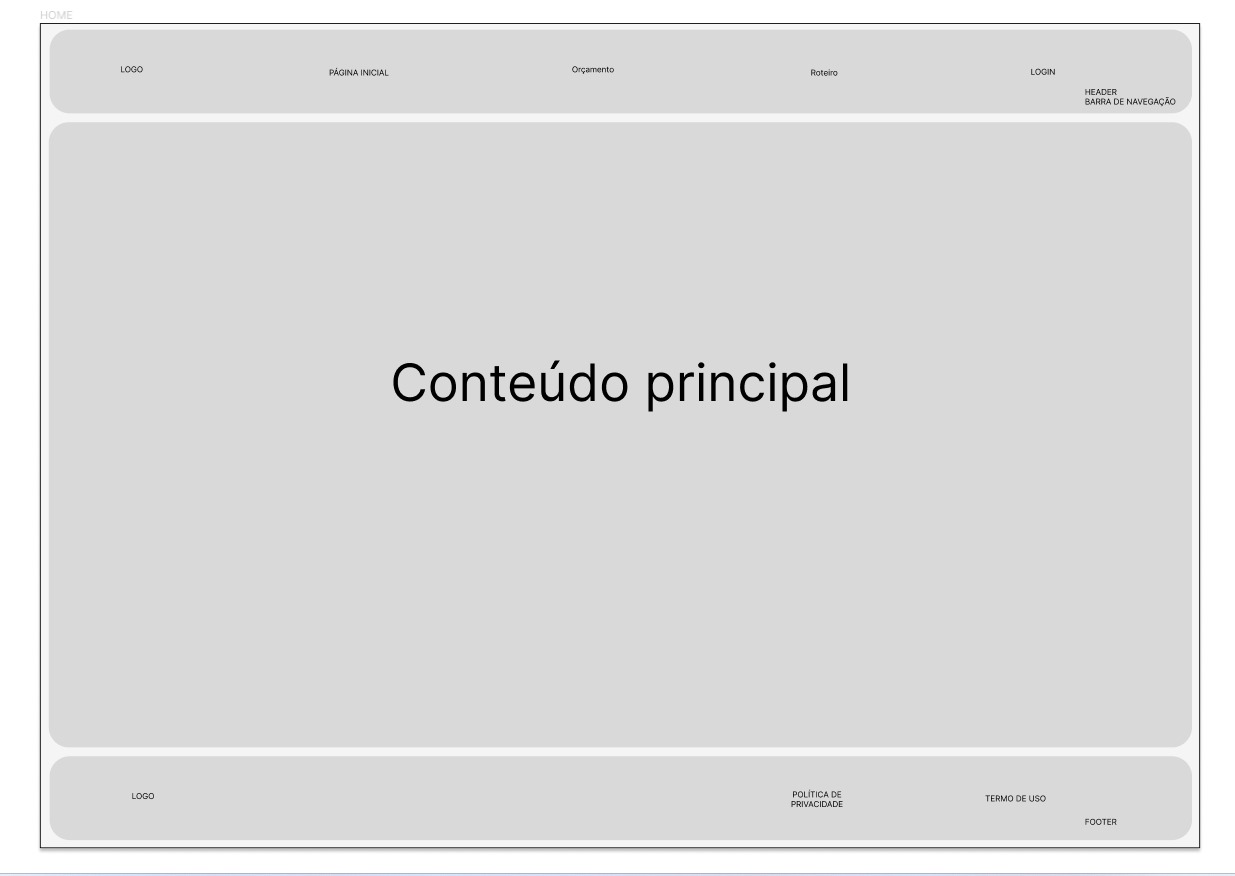 HOME
LOGO
PÁGINA INICIAL
Orçamento
Roteiro
LOGIN
HEADER
BARRA DE NAVEGAÇÃO
Conteúdo principal
LOGO
POLÍTICA DE
PRIVACIDADE
TERMO DE USO
FOOTER